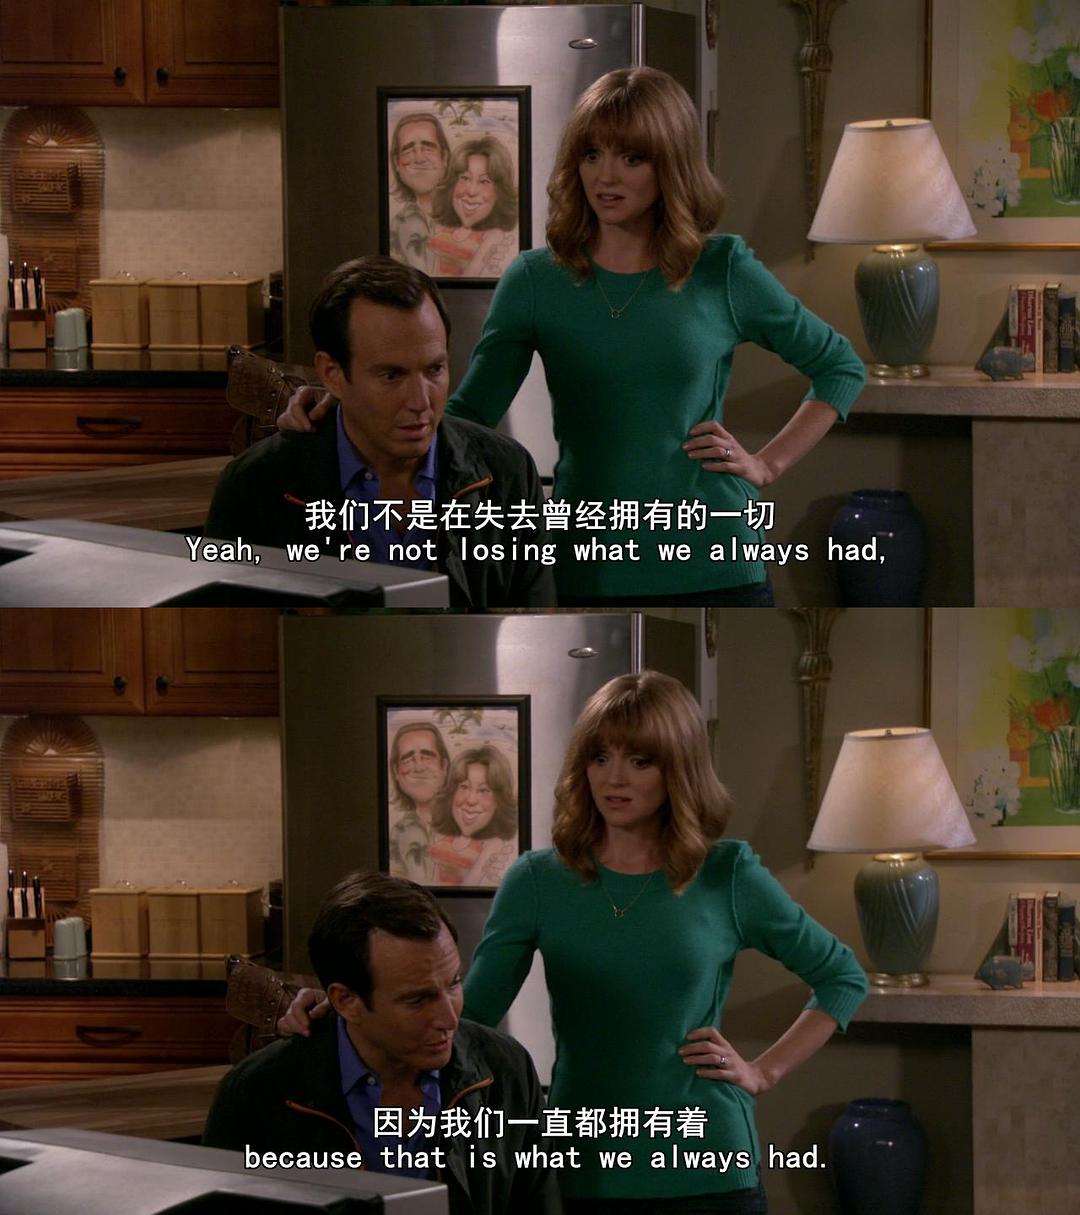 我们不是在失去曾经拥有的一切
Yeah, we're not losing what we always had,
因为我们一直都拥有着
because that is what we always had.